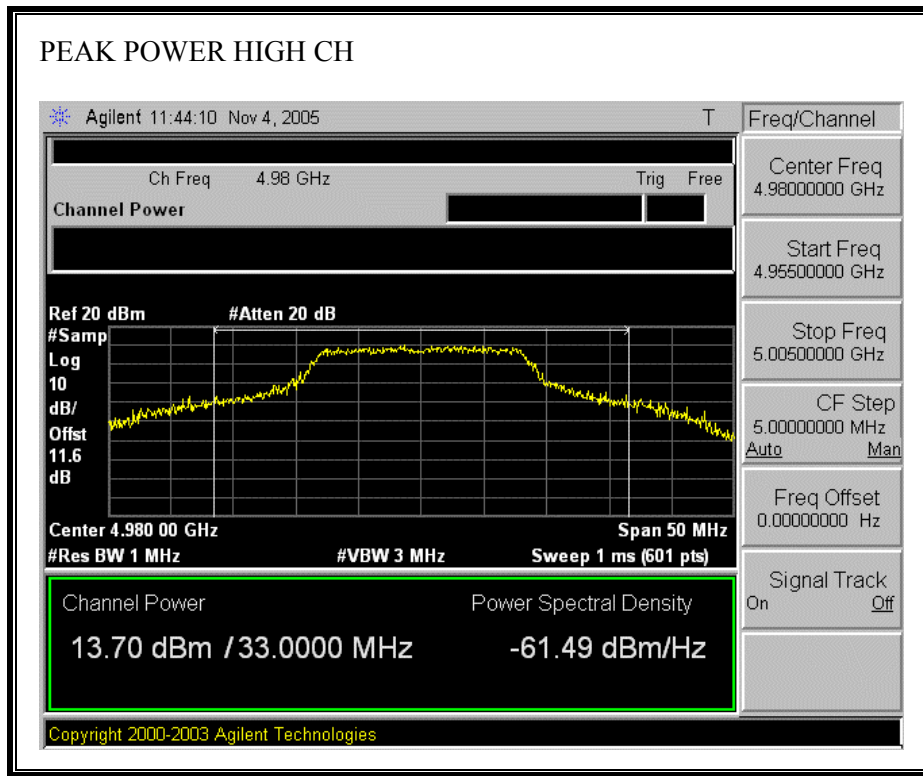 PEAK POWER HIGH CH
Agilent 11:44:10 Nov 4, 2005 T
Freq/Channel
Ch Freq 4.98 GHz Trig Free
Channel Power
Center Freq
4.98000000 GHz
Start Freq
4.95500000 GHz
Stop Freq
5.00500000 GHz
CF Step
5.00000000 MHz
Auto Man
Freq Offset
0.00000000 Hz
Signal Track
On Off
Ref 20 dBm #Atten 20 dB
#Samp
Log
10
dB/
Offst
11.6
dB
Center 4.980 00 GHz Span 50 MHz
#Res BW 1 MHz #VBW 3 MHz Sweep 1 ms (601 pts)
Channel Power Power Spectral Density
13.70 dBm / 33.0000 MHz -61.49 dBm/Hz
Copyright 2000-2003 Agilent Technologies